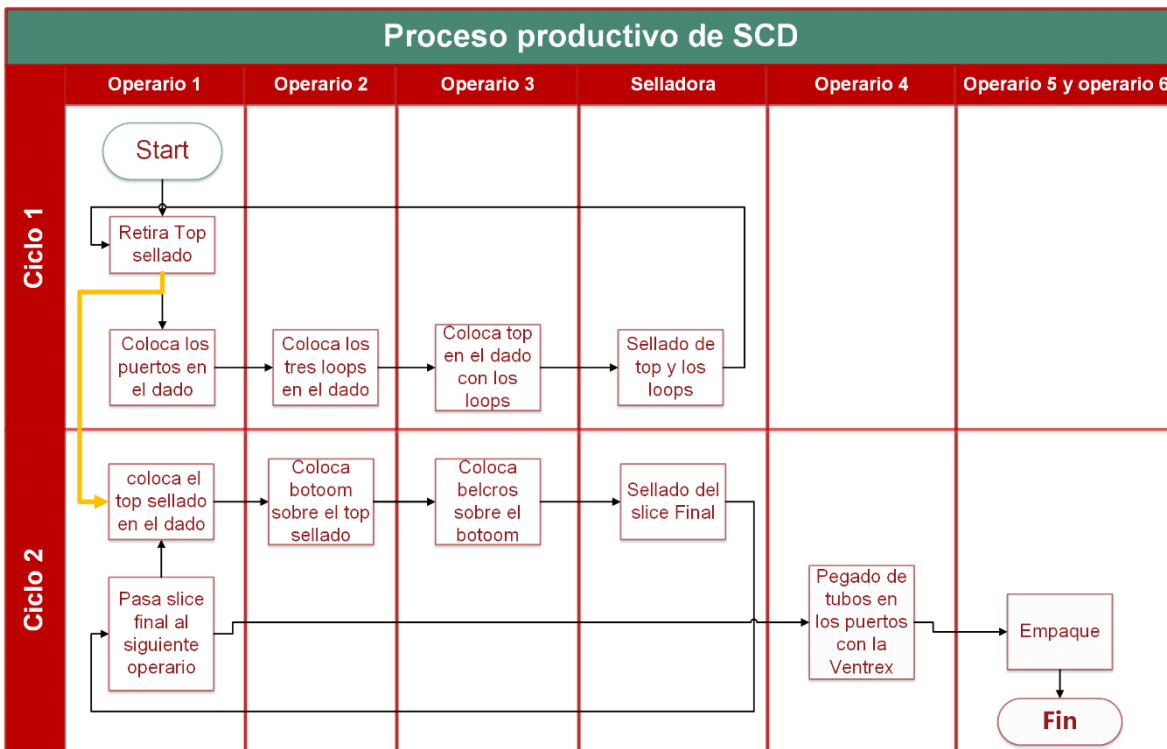 Proceso productivo de SCD
Operario 1
Operario 2
Operario 3
Selladora
Operario 4
Operario 5 y operario 6
Ciclo 1
Start
Retira Top
sellado
Coloca los
puertos en
el dado
Coloca los
tres loops
en el dado
Coloca top
en el dado
con los
loops
Sellado de
top y los
loops
Ciclo 2
coloca el
top sellado
en el dado
Coloca
botoom
sobre el top
sellado
Coloca
belcros
sobre el
botoom
Sellado del
slice Final
Pasa slice
final al
siguiente
operario
Pegado de
tubos en
los puertos
con la
Ventrex
Empaque
Fin